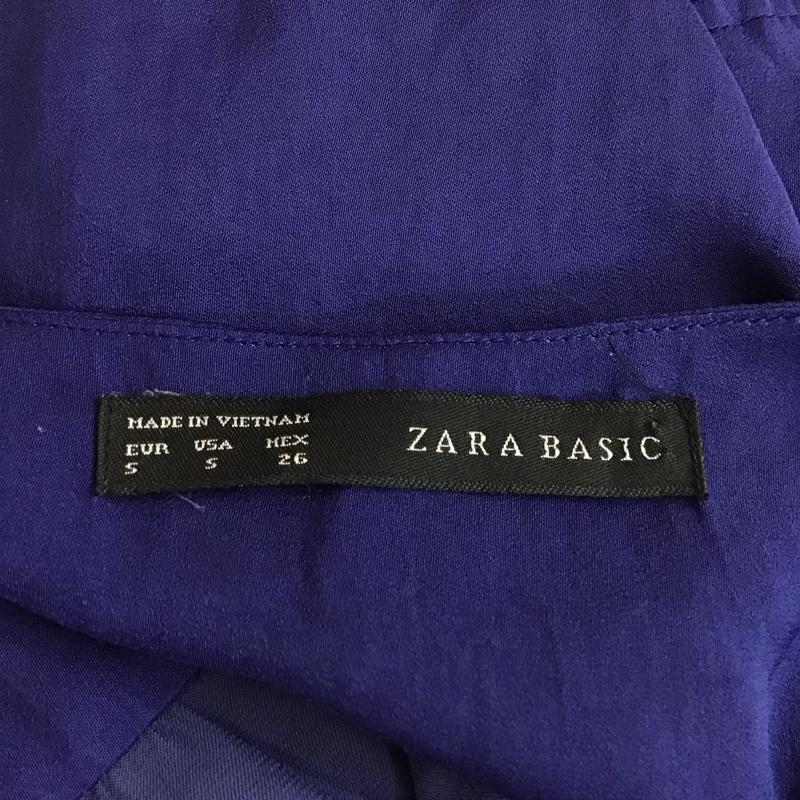 MADE IN VIETNAM
EUR USA MEX
S S 26
ZARA BASIC